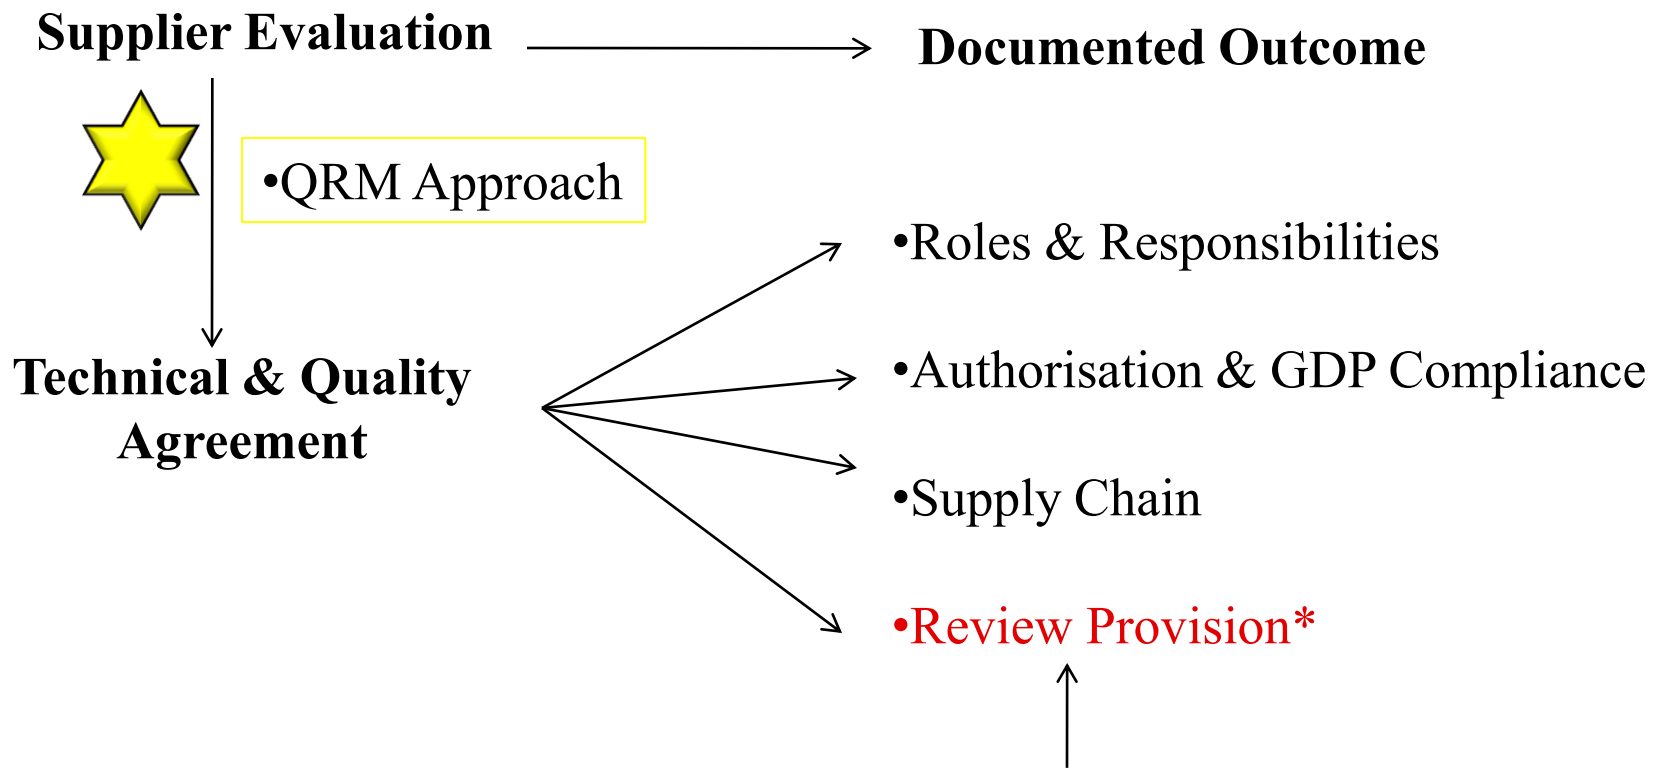 Supplier Evaluation
Documented Outcome
•QRM Approach
•Roles & Responsibilities
Technical & Quality
Agreement
•Authorisation & GDP Compliance
•Supply Chain
•Review Provision*